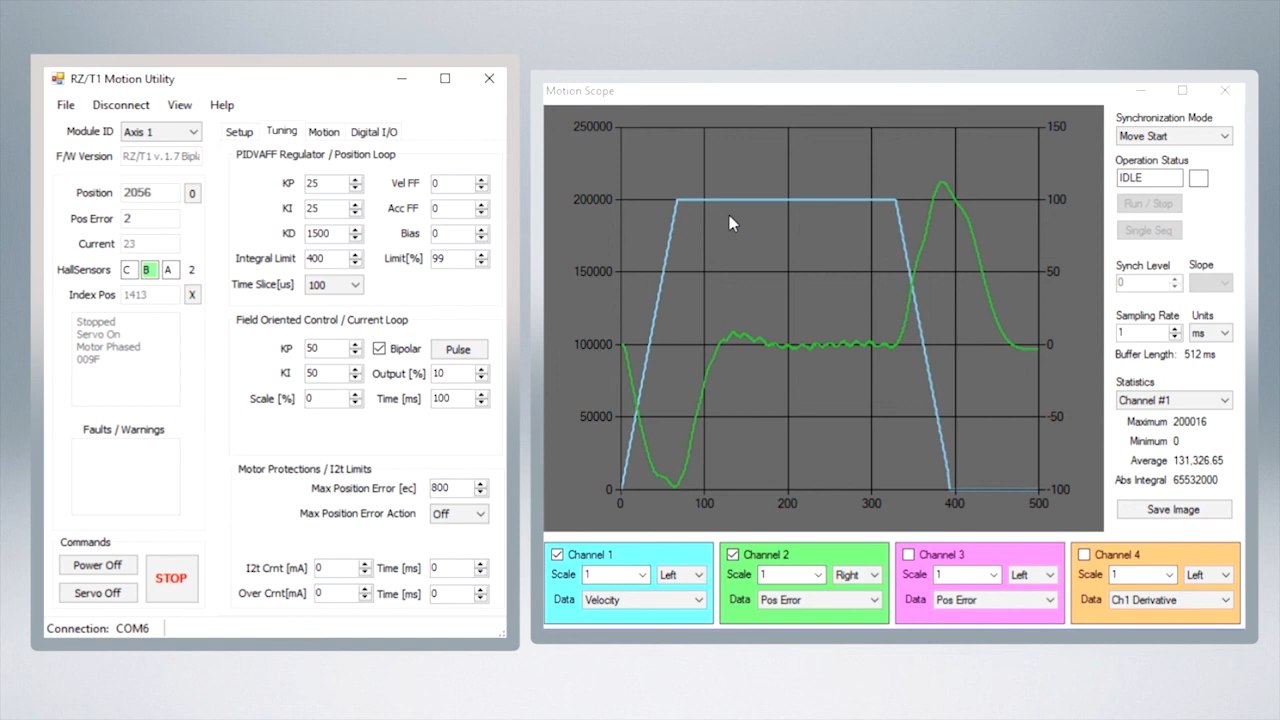 RZ/T1 Motion Utility
File Disconnect View Help
Module ID Axis 1
F/W Version RZ/T1 v.1.7 Bipla
Position 2056 0
Pos Error 2
Current 23
HallSensors C B A 2
Index Pos 1413 X
Stopped
Servo On
Motor Phased
009F
Faults / Warnings
Commands
Power Off
Servo Off
STOP
Connection: COM6
Setup Tuning Motion Digital I/O
PIDVAFF Regulator / Position Loop
KP 25 Vel FF 0
KI 25 Acc FF 0
KD 1500 Bias 0
Integral Limit 400 Limit[%] 99
Time Slice[us] 100
Field Oriented Control / Current Loop
KP 50 Bipolar Pulse
KI 50 Output [%] 10
Scale [%] 0 Time [ms] 100
Motor Protections / I2t Limits
Max Position Error [ec] 800
Max Position Error Action Off
I2t Crnt [mA] 0 Time [ms] 0
Over Crnt[mA] 0 Time [ms] 0
Motion Scope
250000 150
200000 100
150000 50
100000 0
50000 -50
0 -100
0 100 200 300 400 500
Synchronization Mode
Move Start
Operation Status
IDLE
Run / Stop
Single Seq
Synch Level Slope
0
Sampling Rate Units
1 ms
Buffer Length: 512 ms
Statistics
Channel #1
Maximum 200016
Minimum 0
Average 131,326.65
Abs Integral 65532000
Save Image
Channel 1
Scale 1 Left
Data Velocity
Channel 2
Scale 1 Right
Data Pos Error
Channel 3
Scale 1 Left
Data Pos Error
Channel 4
Scale 1 Left
Data Ch1 Derivative